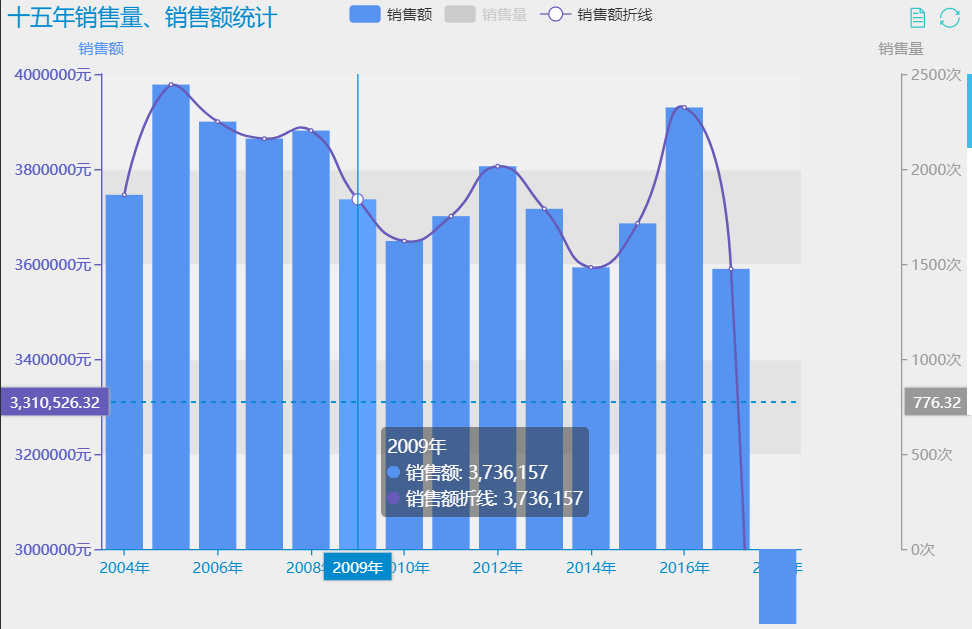 十五年销售量、销售额统计
销售额
销售量
销售额折线
销售额
销售量
4000000元
3800000元
3600000元
3400000元
3,310,526.32
3200000元
3000000元
2500次
2000次
1500次
1000次
776.32
500次
0次
2009年
销售额: 3,736,157
销售额折线: 3,736,157
2004年
2006年
2008
2009年
010年
2012年
2014年
2016年
2
年